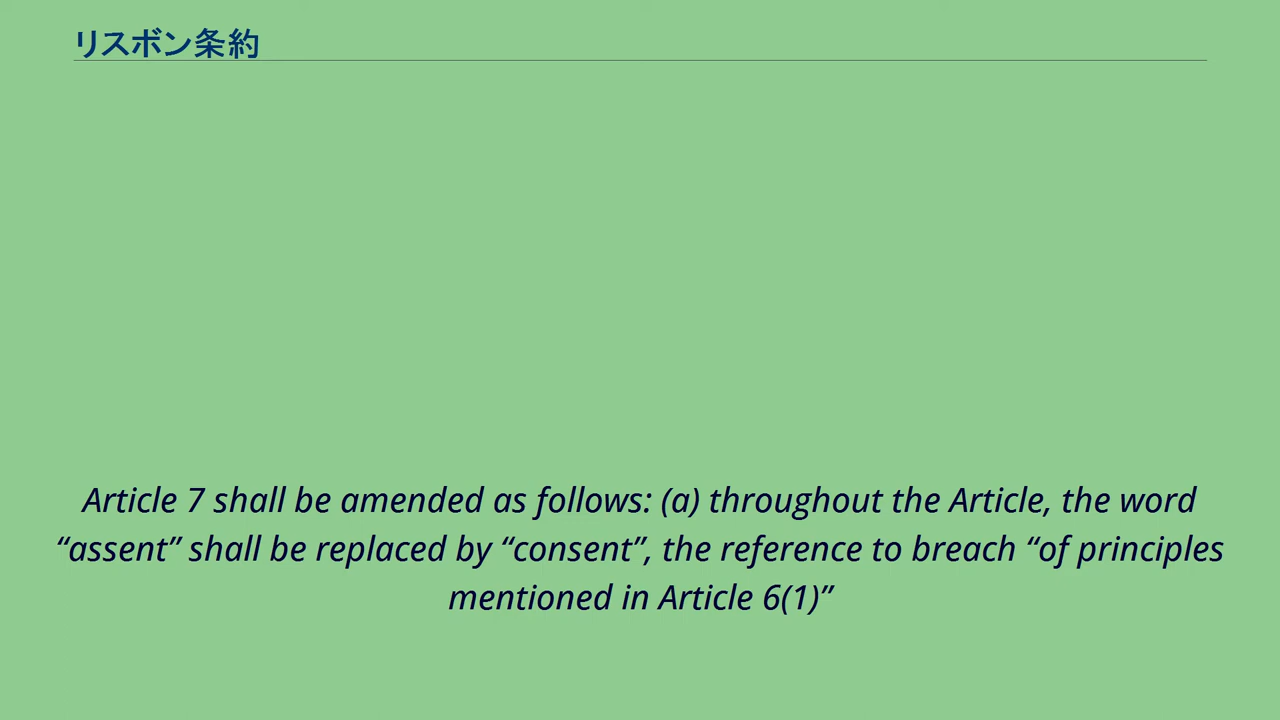 リスボン条約
Article 7 shall be amended as follows: (a) throughout the Article, the word
“assent” shall be replaced by “consent”, the reference to breach “of principles
mentioned in Article 6(1)”